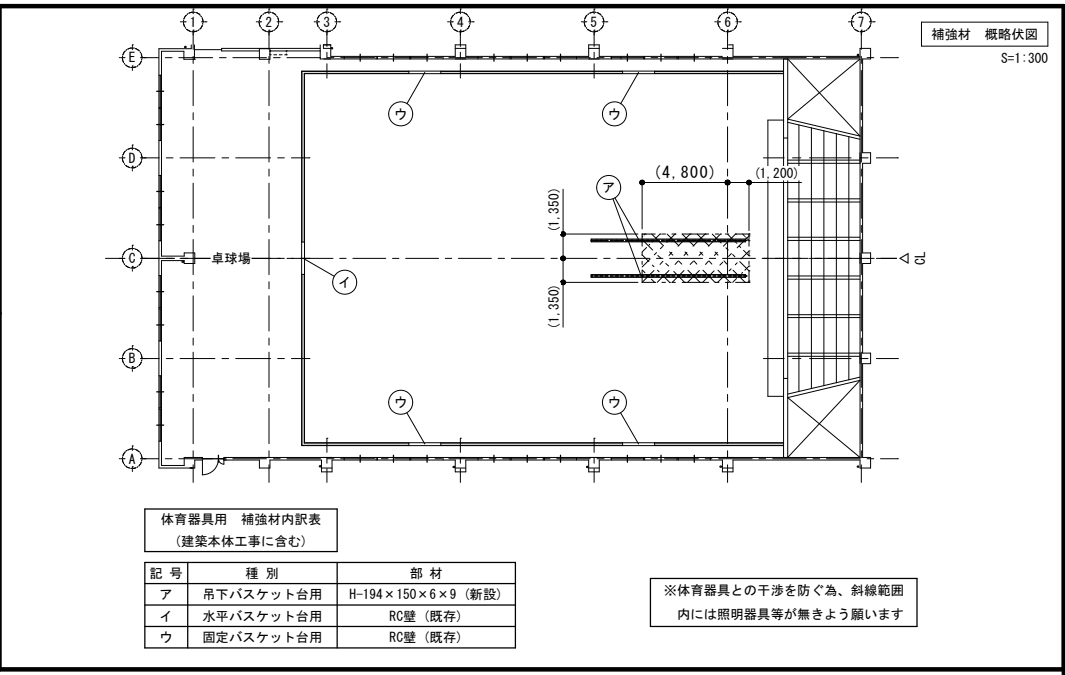 1 2 3 4 5 6 7
補強材 概略伏図
S=1:300
E
ウ ウ
D
(4,800) (1,200)
ア
(1,350)
C
卓球場
CL
イ
(1,350)
B
ウ ウ
A
体育器具用 補強材内訳表
(建築本体工事に含む)
記号 種別 部材
ア 吊下バスケット台用 H-194×150×6×9 (新設)
イ 水平バスケット台用 RC壁 (既存)
ウ 固定バスケット台用 RC壁 (既存)
※体育器具との干渉を防ぐ為、斜線範囲
内には照明器具等が無きよう願います